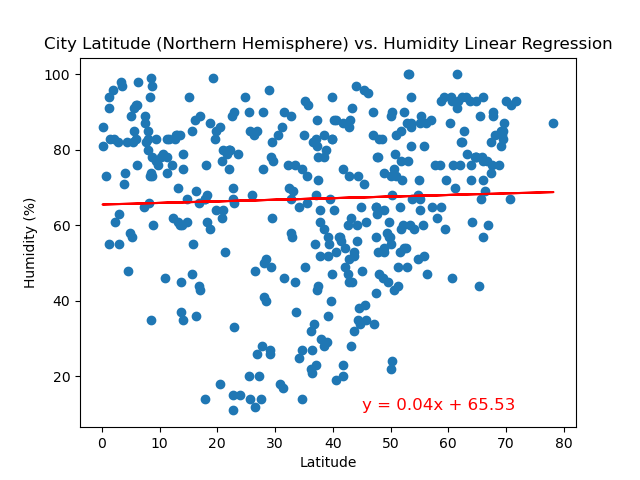 City Latitude (Northern Hemisphere) vs. Humidity Linear Regression
100
80
60
40
20
Humidity (%)
y = 0.04x + 65.53
0 10 20 30 40 50 60 70 80
Latitude